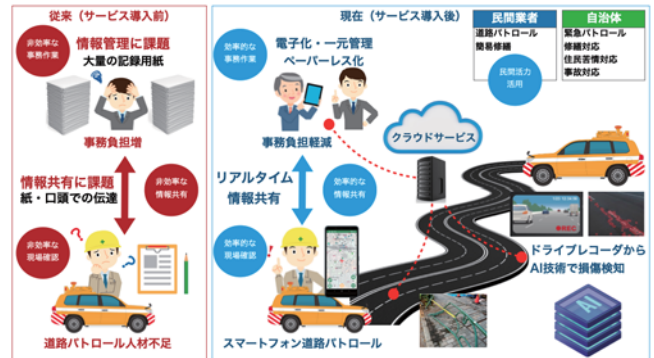 従来（サービス導入前）
非効率な
事務作業
情報管理に課題
大量の記録用紙
事務負担増
情報共有に課題
紙・口頭での伝達
非効率な
情報共有
非効率な
現場確認
道路パトロール人材不足
現在（サービス導入後）
効率的な
事務作業
電子化・一元管理
ペーパーレス化
事務負担軽減
リアルタイム
情報共有
効率的な
情報共有
効率的な
現場確認
スマートフォン道路パトロール
クラウドサービス
民間業者
道路パトロール
簡易修繕
民間活力
活用
自治体
緊急パトロール
修繕対応
住民苦情対応
事故対応
ドライブレコーダから
AI技術で損傷検知
AI